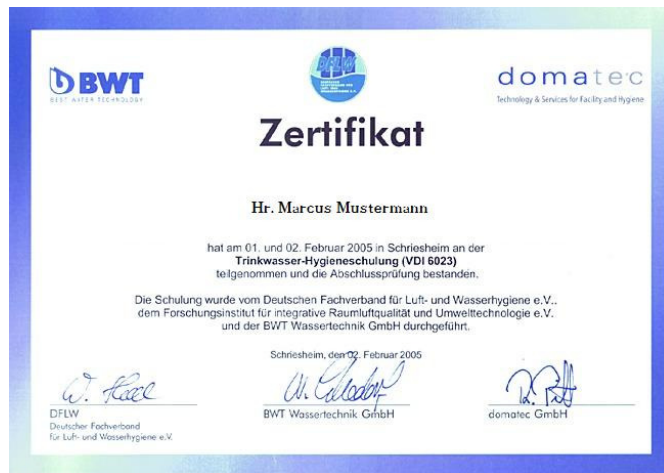 BWT
BEST WATER TECHNOLOGY
DFLW
domatec
Technology & Services for Facility and Hygiene
Zertifikat
Hr. Marcus Mustermann
hat am 01. und 02. Februar 2005 in Schriesheim an der
Trinkwasser-Hygieneschulung (VDI 6023)
teilgenommen und die Abschlussprüfung bestanden.
Die Schulung wurde vom Deutschen Fachverband für Luft- und Wasserhygiene e.V..
dem Forschungsinstitut für integrative Raumluftqualität und Umwelttechnologie e.V.
und der BWT Wassertechnik GmbH durchgeführt.
Schriesheim, den 02. Februar 2005
DFLW
Deutscher Fachverband
für Luft- und Wasserhygiene e.V.
BWT Wassertechnik GmbH
domatec GmbH